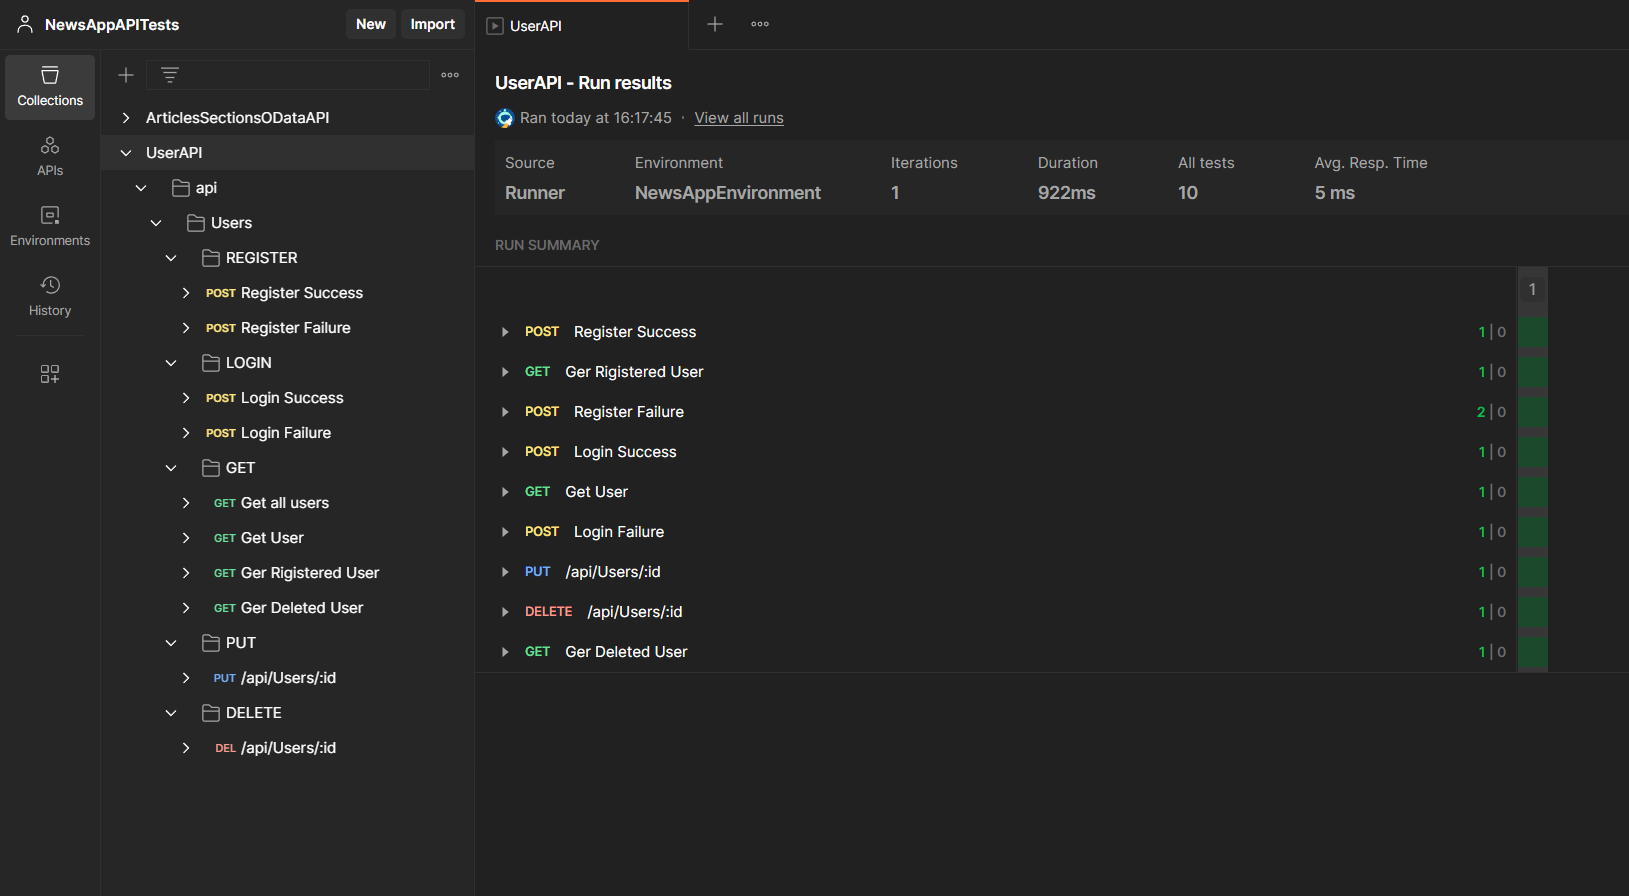 NewsAppAPITests
New
Import
Collections
APIs
Environments
History
ArticlesSectionsODataAPI
UserAPI
api
Users
REGISTER
POST Register Success
POST Register Failure
LOGIN
POST Login Success
POST Login Failure
GET
GET Get all users
GET Get User
GET Ger Rigistered User
GET Ger Deleted User
PUT
PUT /api/Users/:id
DELETE
DEL /api/Users/:id
UserAPI
UserAPI - Run results
Ran today at 16:17:45 · View all runs
Source Environment Iterations Duration All tests Avg. Resp. Time
Runner NewsAppEnvironment 1 922ms 10 5 ms
RUN SUMMARY
1
POST Register Success 1 | 0
GET Ger Rigistered User 1 | 0
POST Register Failure 2 | 0
POST Login Success 1 | 0
GET Get User 1 | 0
POST Login Failure 1 | 0
PUT /api/Users/:id 1 | 0
DELETE /api/Users/:id 1 | 0
GET Ger Deleted User 1 | 0